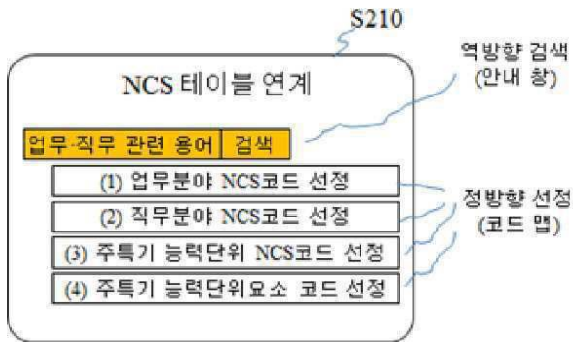 S210
NCS 테이블 연계
역방향 검색
(안내 창)
업무·직무 관련 용어 검색
(1) 업무분야 NCS코드 선정
(2) 직무분야 NCS코드 선정
(3) 주특기 능력단위 NCS코드 선정
(4) 주특기 능력단위요소 코드 선정
정방향 선정
(코드 맵)